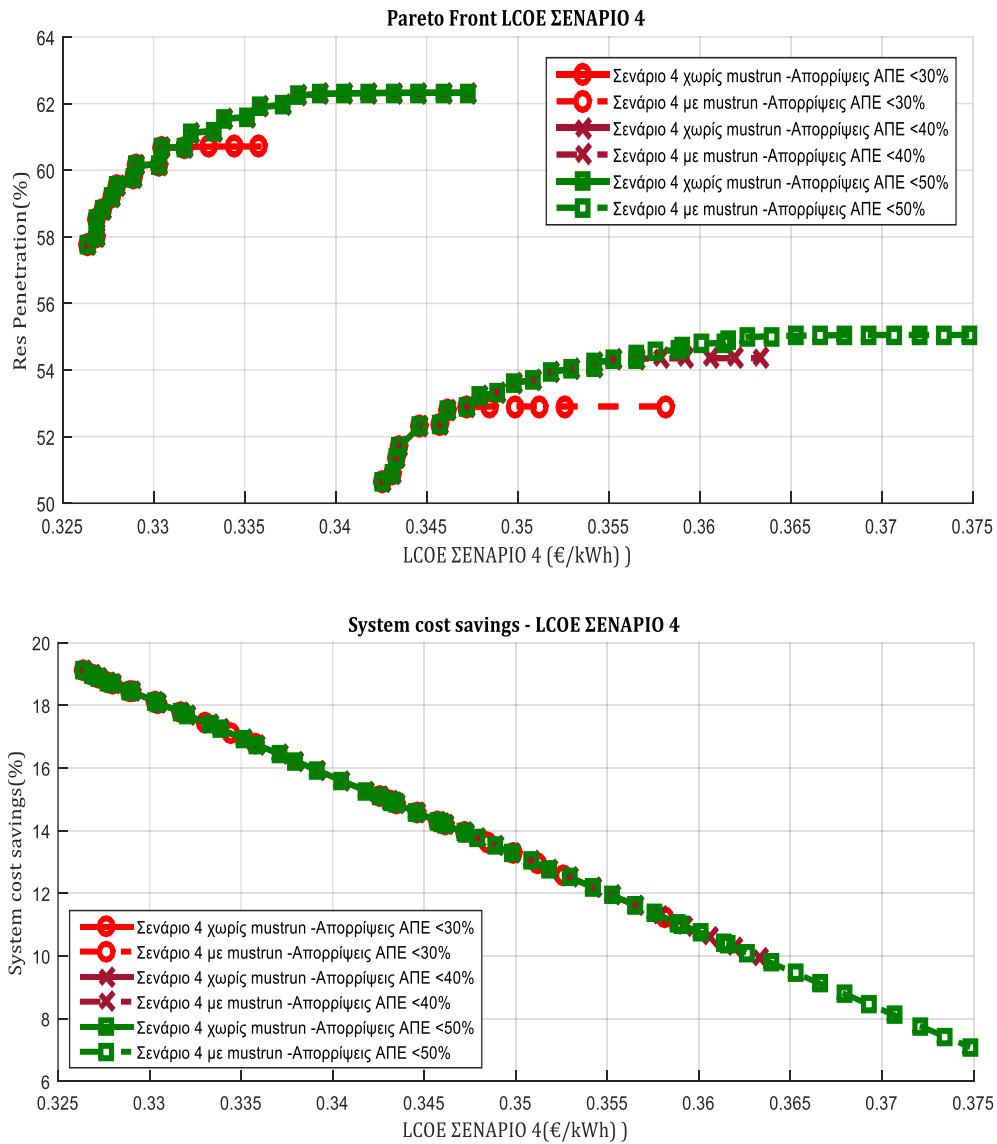 Pareto Front LCOE ΣΕΝΑΡΙΟ 4
64
62
60
58
56
54
52
50
Res Penetration(%)
Σενάριο 4 χωρίς mustrun -Απορρίψεις ΑΠΕ <30%
Σενάριο 4 με mustrun -Απορρίψεις ΑΠΕ <30%
Σενάριο 4 χωρίς mustrun -Απορρίψεις ΑΠΕ <40%
Σενάριο 4 με mustrun -Απορρίψεις ΑΠΕ <40%
Σενάριο 4 χωρίς mustrun -Απορρίψεις ΑΠΕ <50%
Σενάριο 4 με mustrun -Απορρίψεις ΑΠΕ <50%
0.325 0.33 0.335 0.34 0.345 0.35 0.355 0.36 0.365 0.37 0.375
LCOE ΣΕΝΑΡΙΟ 4 (€/kWh) )
System cost savings - LCOE ΣΕΝΑΡΙΟ 4
20
18
16
14
12
10
8
6
System cost savings(%)
Σενάριο 4 χωρίς mustrun -Απορρίψεις ΑΠΕ <30%
Σενάριο 4 με mustrun -Απορρίψεις ΑΠΕ <30%
Σενάριο 4 χωρίς mustrun -Απορρίψεις ΑΠΕ <40%
Σενάριο 4 με mustrun -Απορρίψεις ΑΠΕ <40%
Σενάριο 4 χωρίς mustrun -Απορρίψεις ΑΠΕ <50%
Σενάριο 4 με mustrun -Απορρίψεις ΑΠΕ <50%
0.325 0.33 0.335 0.34 0.345 0.35 0.355 0.36 0.365 0.37 0.375
LCOE ΣΕΝΑΡΙΟ 4(€/kWh) )